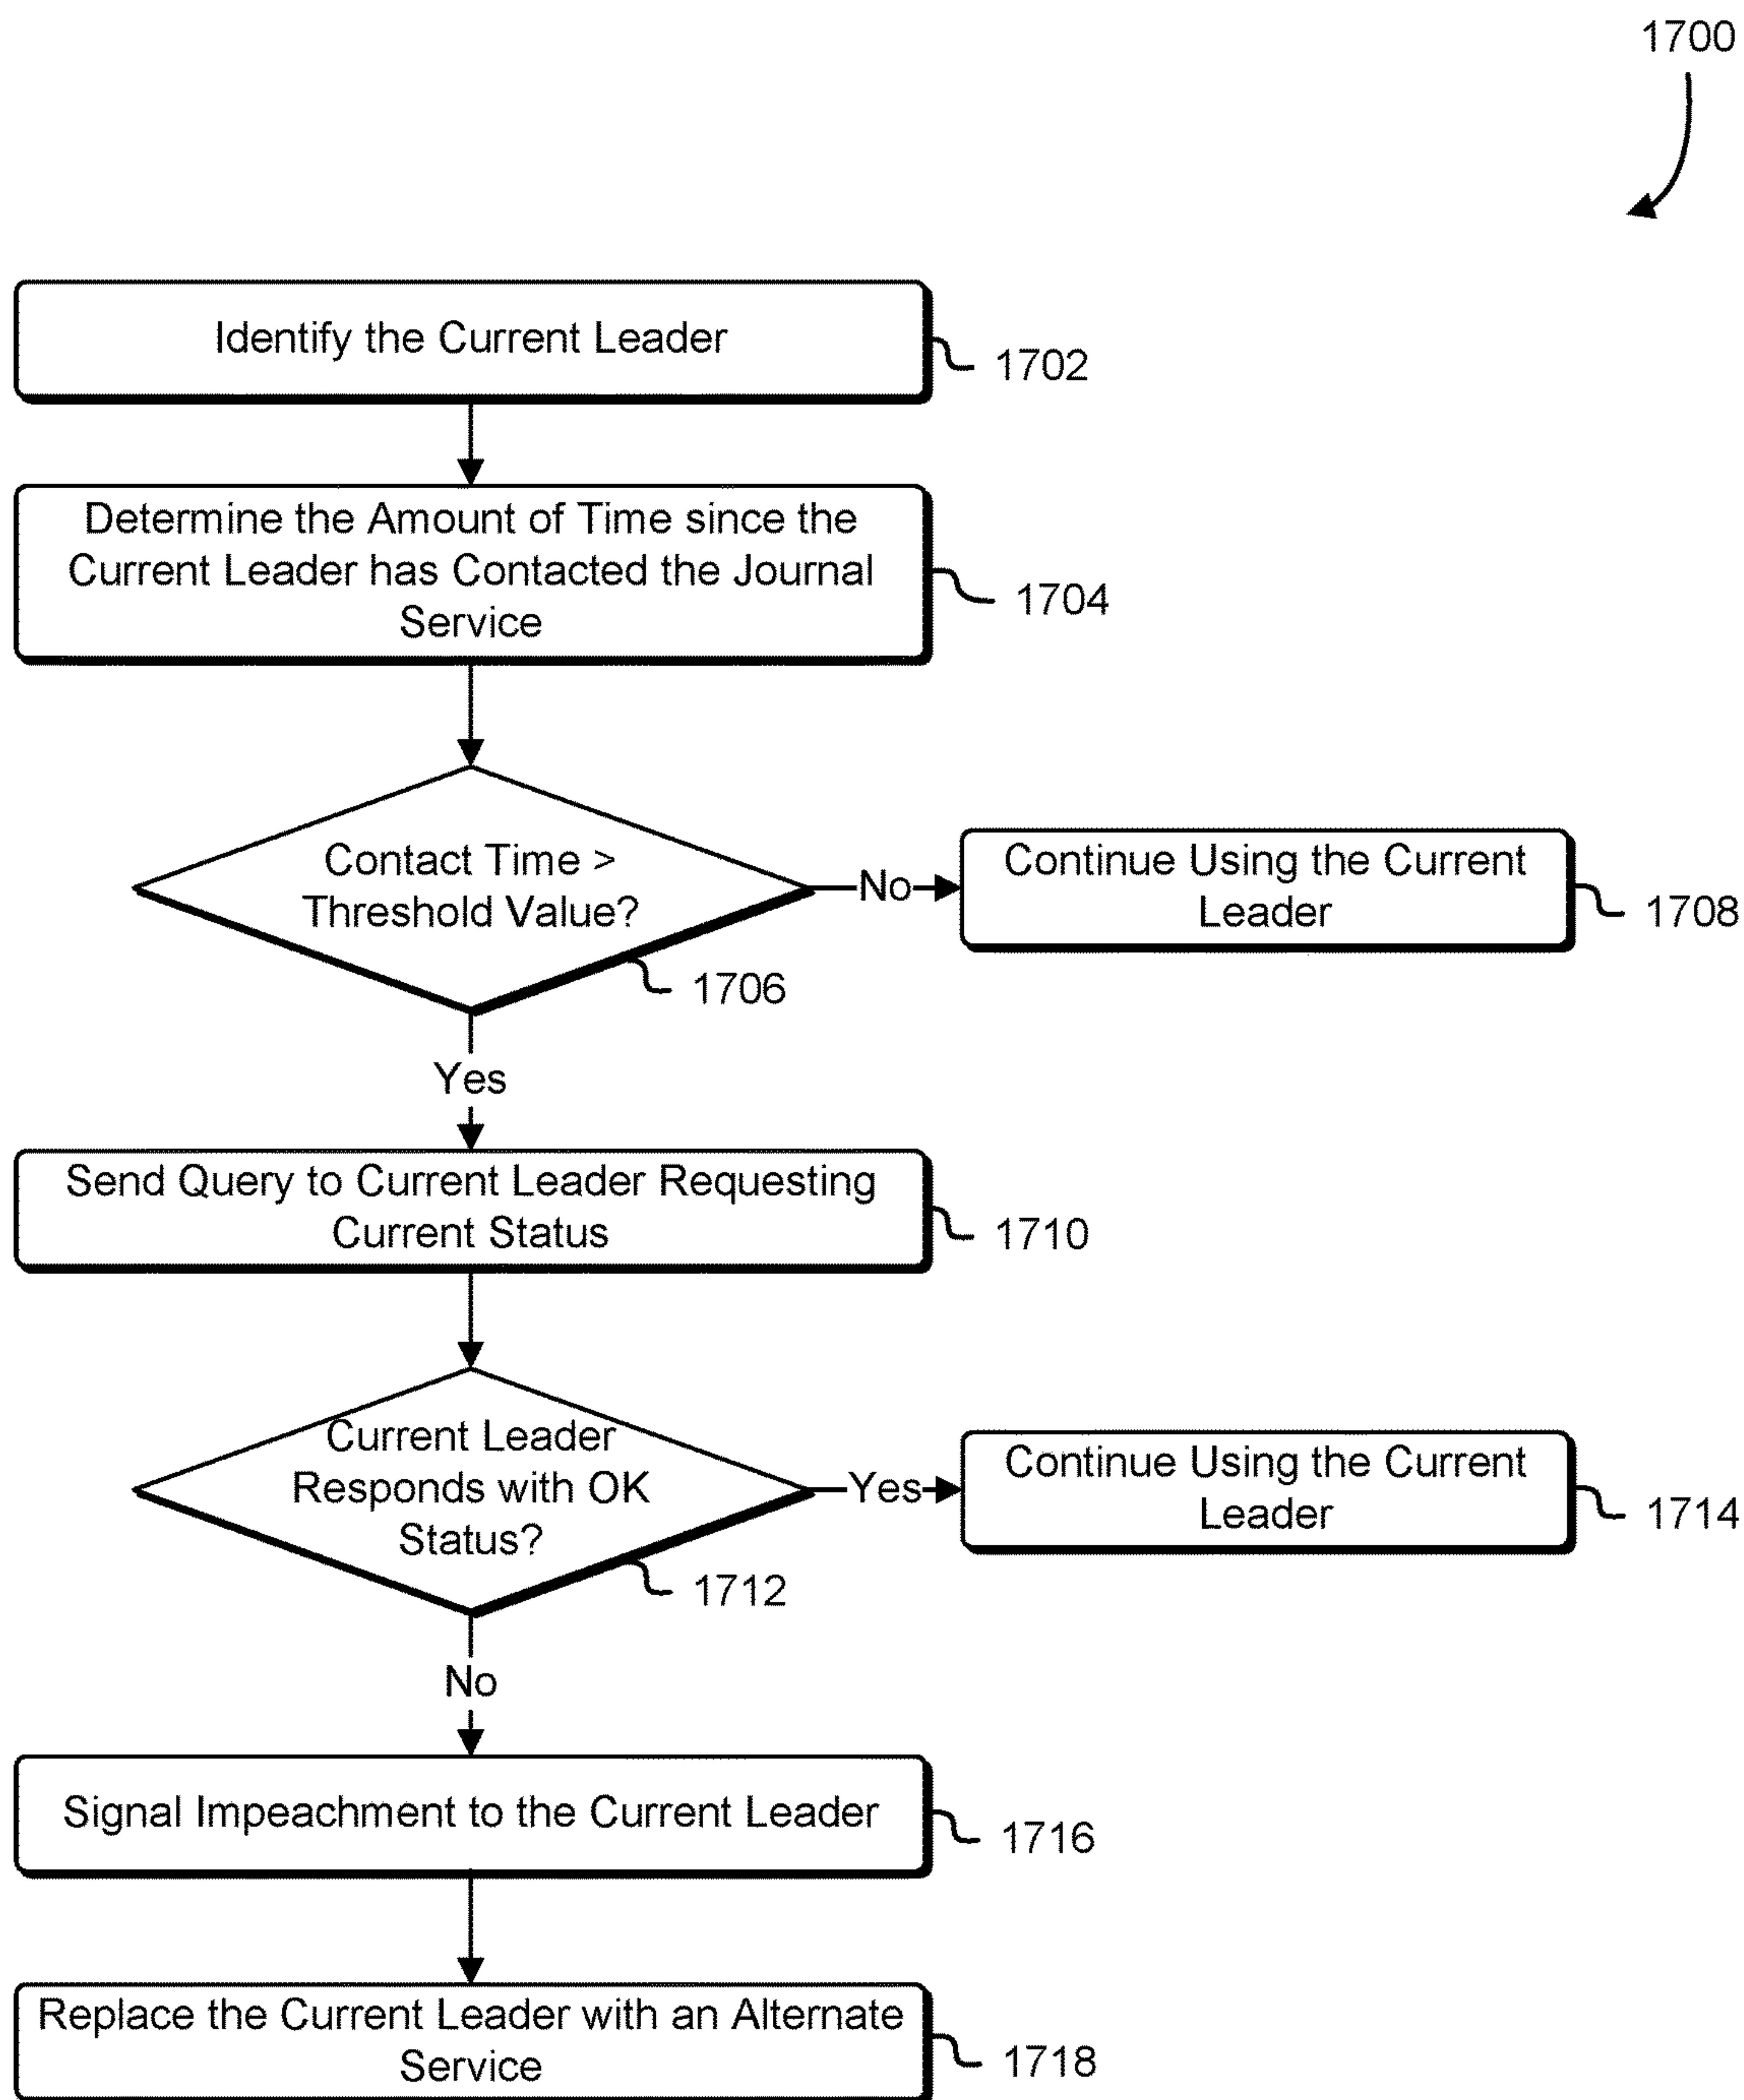 1700
Identify the Current Leader
1702
Determine the Amount of Time since the
Current Leader has Contacted the Journal
Service
1704
Contact Time >
Threshold Value?
No
Continue Using the Current
Leader
1708
1706
Yes
Send Query to Current Leader Requesting
Current Status
1710
Current Leader
Responds with OK
Status?
Yes
Continue Using the Current
Leader
1714
1712
No
Signal Impeachment to the Current Leader
1716
Replace the Current Leader with an Alternate
Service
1718